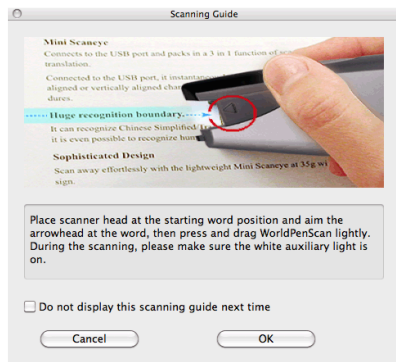 Scanning Guide
Mini Scaneye
Connects to the USB port and packs in a 3 in 1 function of
translation.
Connected to the USB port, it
aligned or vertically aligned
dures.
Huge recognition boundary.
It can recognize Chinese Simplified
it is even possible to recognize
Sophisticated Design
Scan away effortlessly with the lightweight Mini Scaneye at 35g
sign.
Place scanner head at the starting word position and aim the
arrowhead at the word, then press and drag WorldPenScan lightly.
During the scanning, please make sure the white auxiliary light is
on.
Do not display this scanning guide next time
Cancel
OK